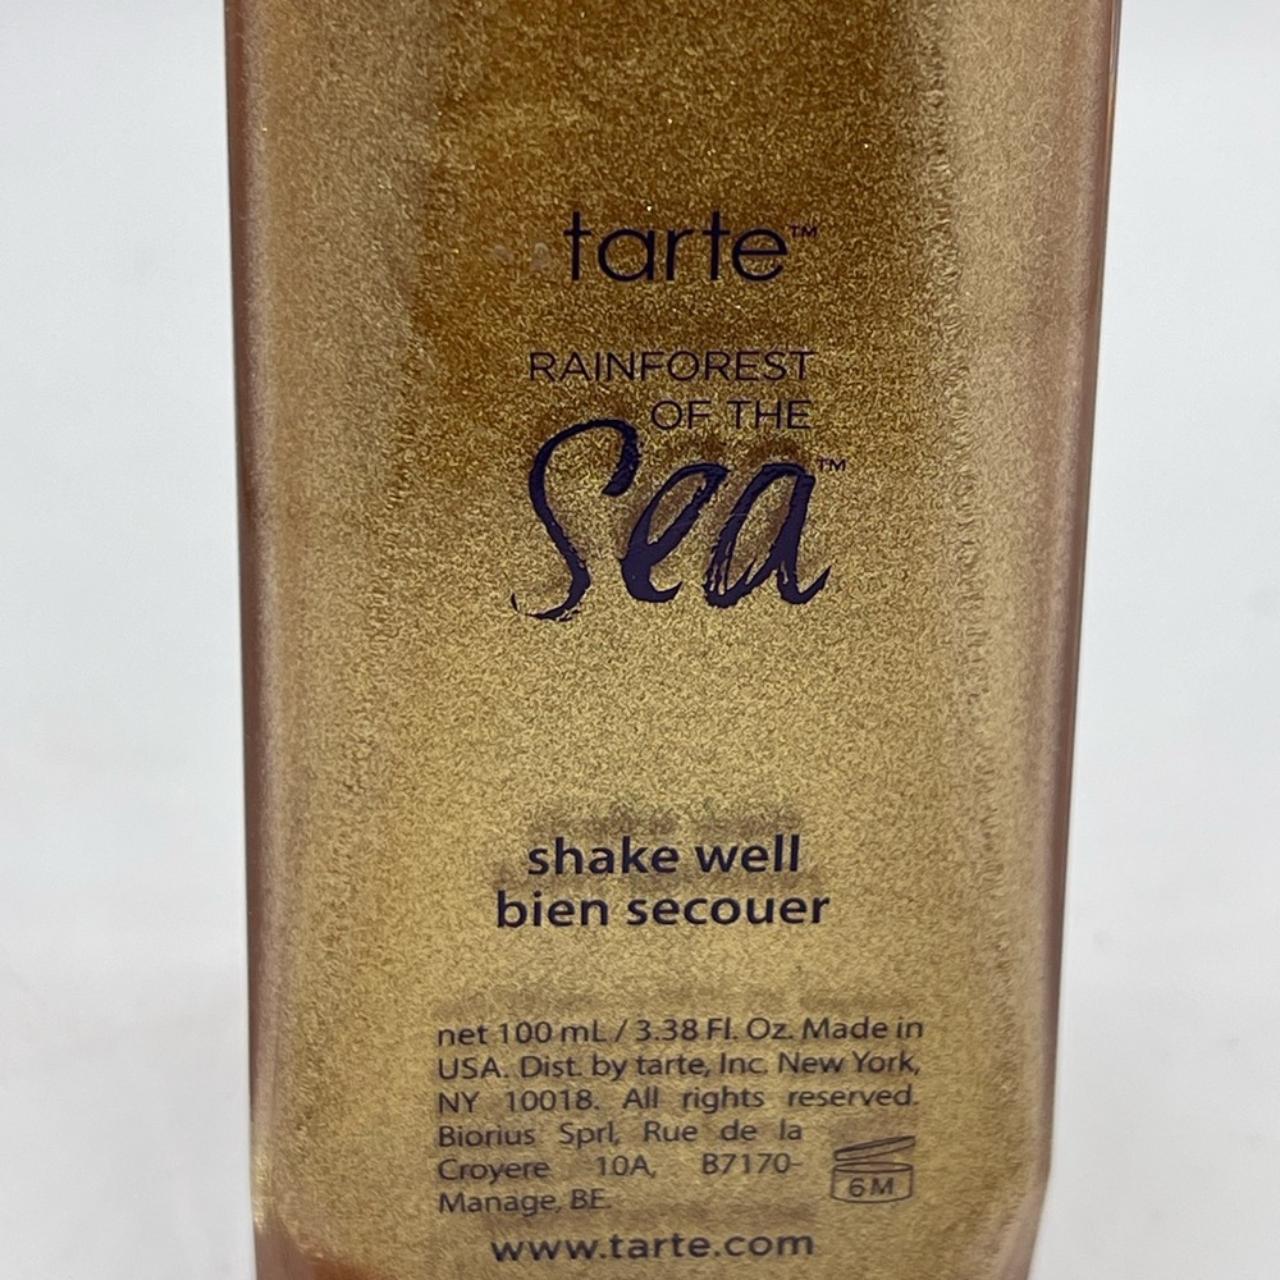 tarte™
RAINFOREST
OF THE
Sea™
shake well
bien secouer
net 100 mL / 3.38 Fl. Oz. Made in
USA. Dist. by tarte, Inc. New York,
NY 10018. All rights reserved.
Biorius Sprl, Rue de la
Croyere 10A, B7170-
Manage, BE.
6M
www.tarte.com